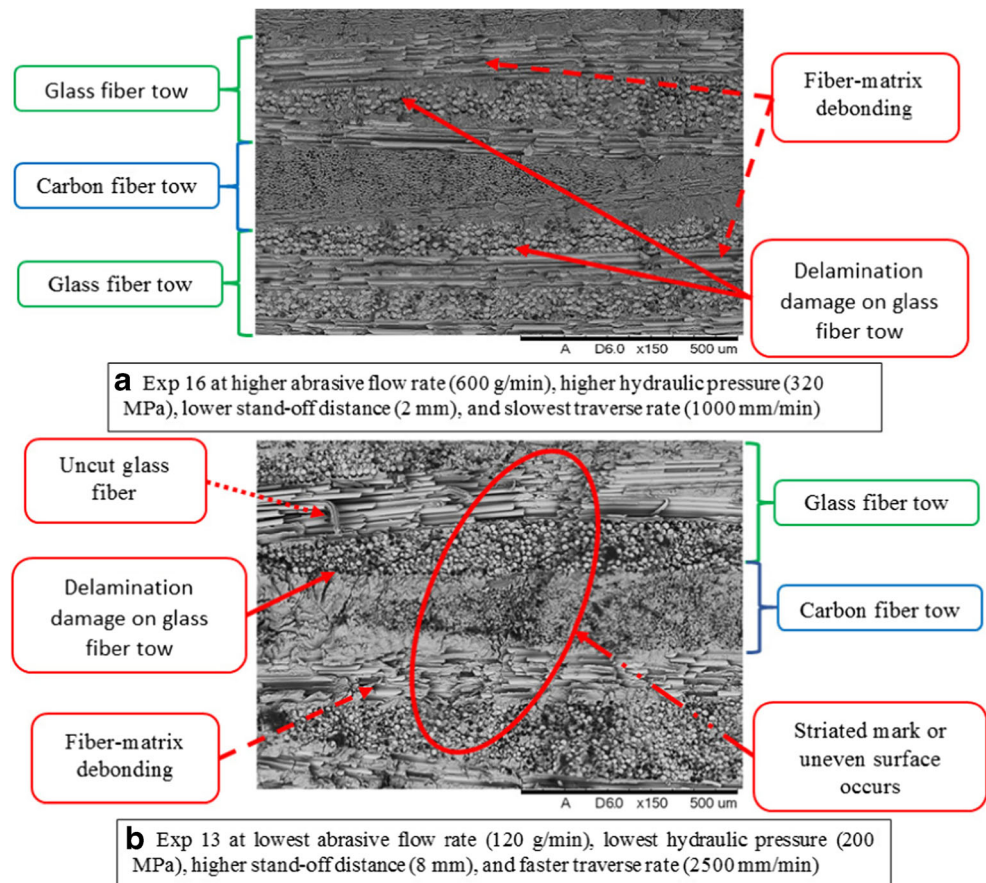 Glass fiber tow
Carbon fiber tow
Glass fiber tow
Fiber-matrix
debonding
Delamination
damage on glass
fiber tow
A D6.0 x150 500 um
a Exp 16 at higher abrasive flow rate (600 g/min), higher hydraulic pressure (320
MPa), lower stand-off distance (2 mm), and slowest traverse rate (1000 mm/min)
Uncut glass
fiber
Delamination
damage on glass
fiber tow
Fiber-matrix
debonding
Glass fiber tow
Carbon fiber tow
Striated mark or
uneven surface
occurs
A D6.0 x150 500 um
b Exp 13 at lowest abrasive flow rate (120 g/min), lowest hydraulic pressure (200
MPa), higher stand-off distance (8 mm), and faster traverse rate (2500 mm/min)